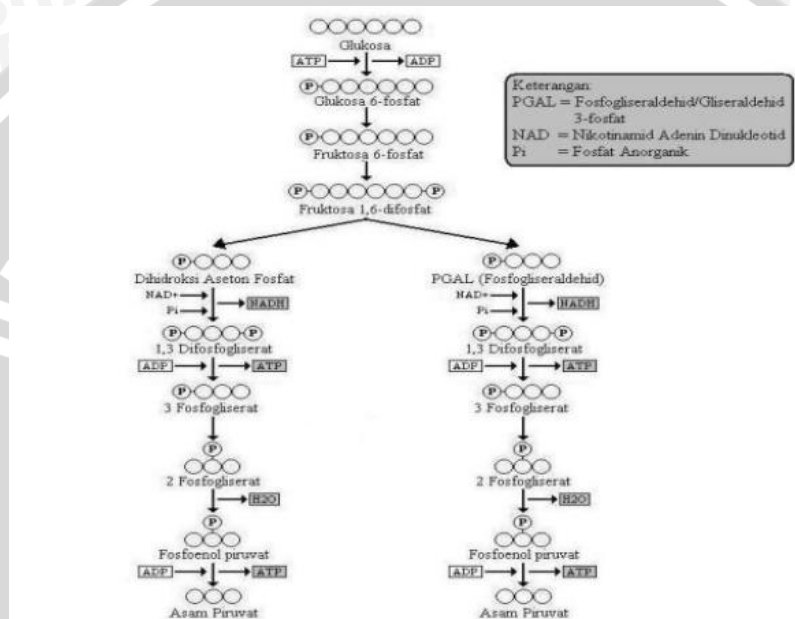 Glukosa
ATP ADP
P
Glukosa 6-fosfat
P
Fruktosa 6-fosfat
P P
Fruktosa 1,6-difosfat
Keterangan:
PGAL = Fosfogliseraldehid/Gliseraldehid
3-fosfat
NAD = Nikotinamid Adenin Dinukleotid
Pi = Fosfat Anorganik
P
Dihidroksi Aseton Fosfat
NAD+
NADH
Pi
P P
1,3 Difosfogliserat
ADP ATP
P
3 Fosfogliserat
P
2 Fosfogliserat
H2O
P
Fosfoenol piruvat
ADP ATP
Asam Piruvat
P
PGAL (Fosfogliseraldehid)
NAD+
NADH
Pi
P P
1,3 Difosfogliserat
ADP ATP
P
3 Fosfogliserat
P
2 Fosfogliserat
H2O
P
Fosfoenol piruvat
ADP ATP
Asam Piruvat